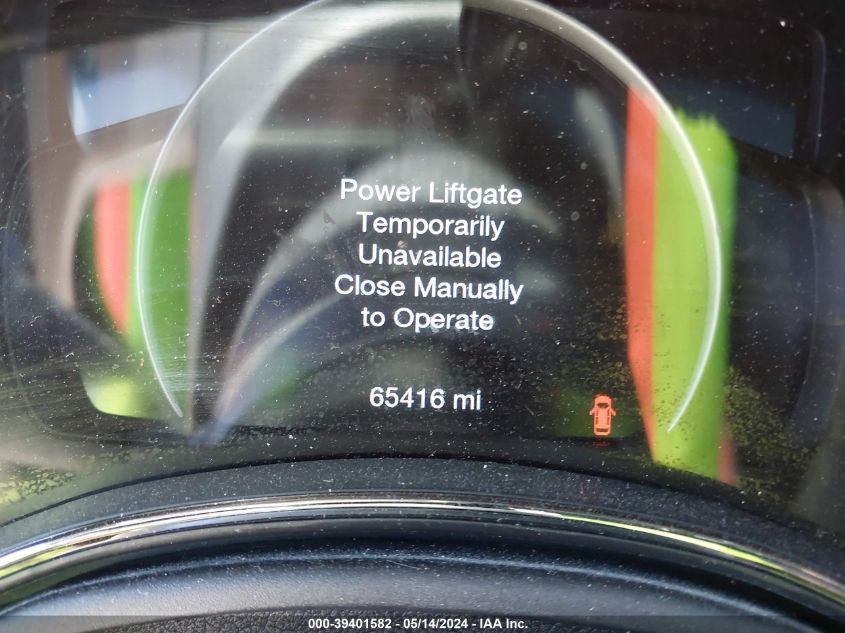 Power Liftgate
Temporarily
Unavailable
Close Manually
to Operate
65416 mi
000-39401582 - 05/14/2024 - IAA Inc.